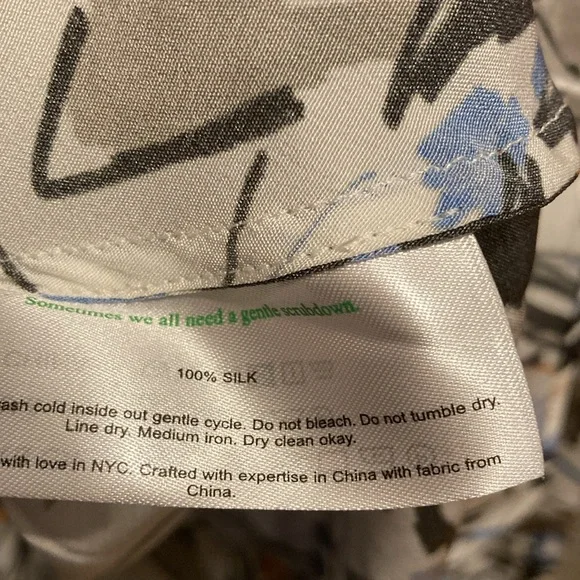 Sometimes we all need a gentle scrubdown.
100% SILK
ash cold inside out gentle cycle. Do not bleach. Do not tumble dry.
Line dry. Medium iron. Dry clean okay.
with love in NYC. Crafted with expertise in China with fabric from
China.